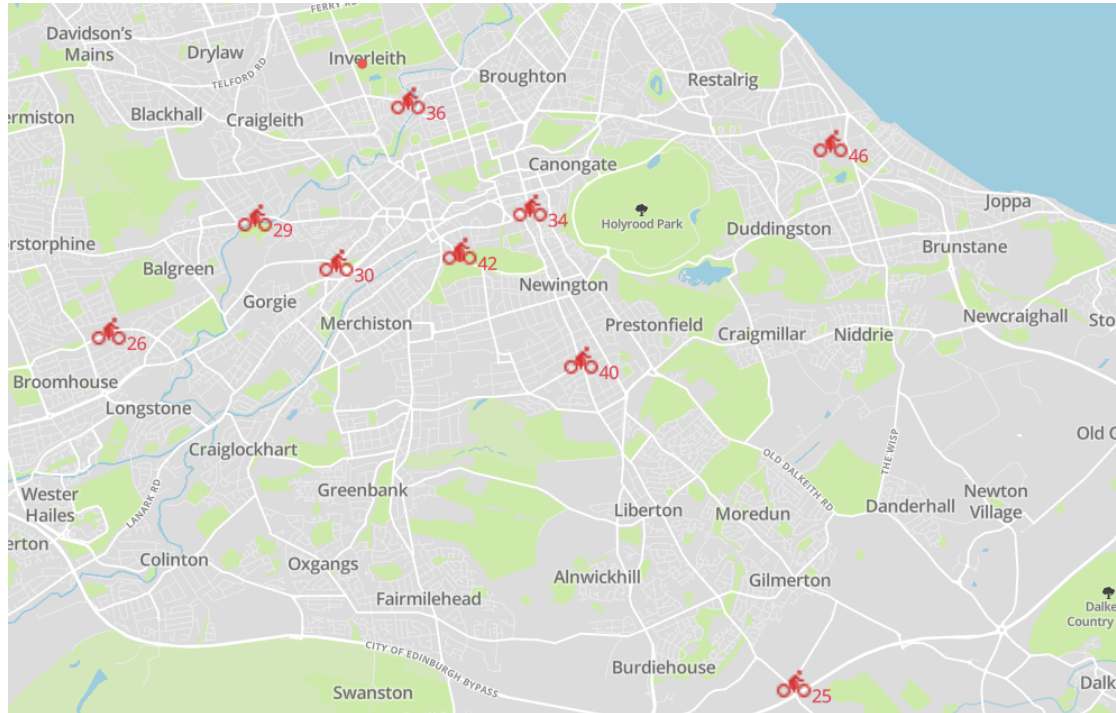 FERRY RD
Davidson's
Mains
Drylaw
Inverleith
Broughton
Restalrig
TELFORD RD
36
ermiston
Blackhall
Craigleith
46
Canongate
34
Joppa
Holyrood Park
29
Duddingston
orstorphine
Brunstane
Balgreen
30
42
Newington
Gorgie
Merchiston
Prestonfield
Craigmillar
Niddrie
Newcraighall
Sto
26
40
Broomhouse
Longstone
Craiglockhart
Old C
THE WISP
OLD DALKEITH RD
LANARK RD
Wester
Hailes
Greenbank
Liberton
Moredun
Danderhall
Newton
Village
erton
Colinton
Oxgangs
Alnwickhill
Gilmerton
Fairmilehead
Dalke
Country
CITY OF EDINBURGH BYPASS
Burdiehouse
Swanston
25
Dalk